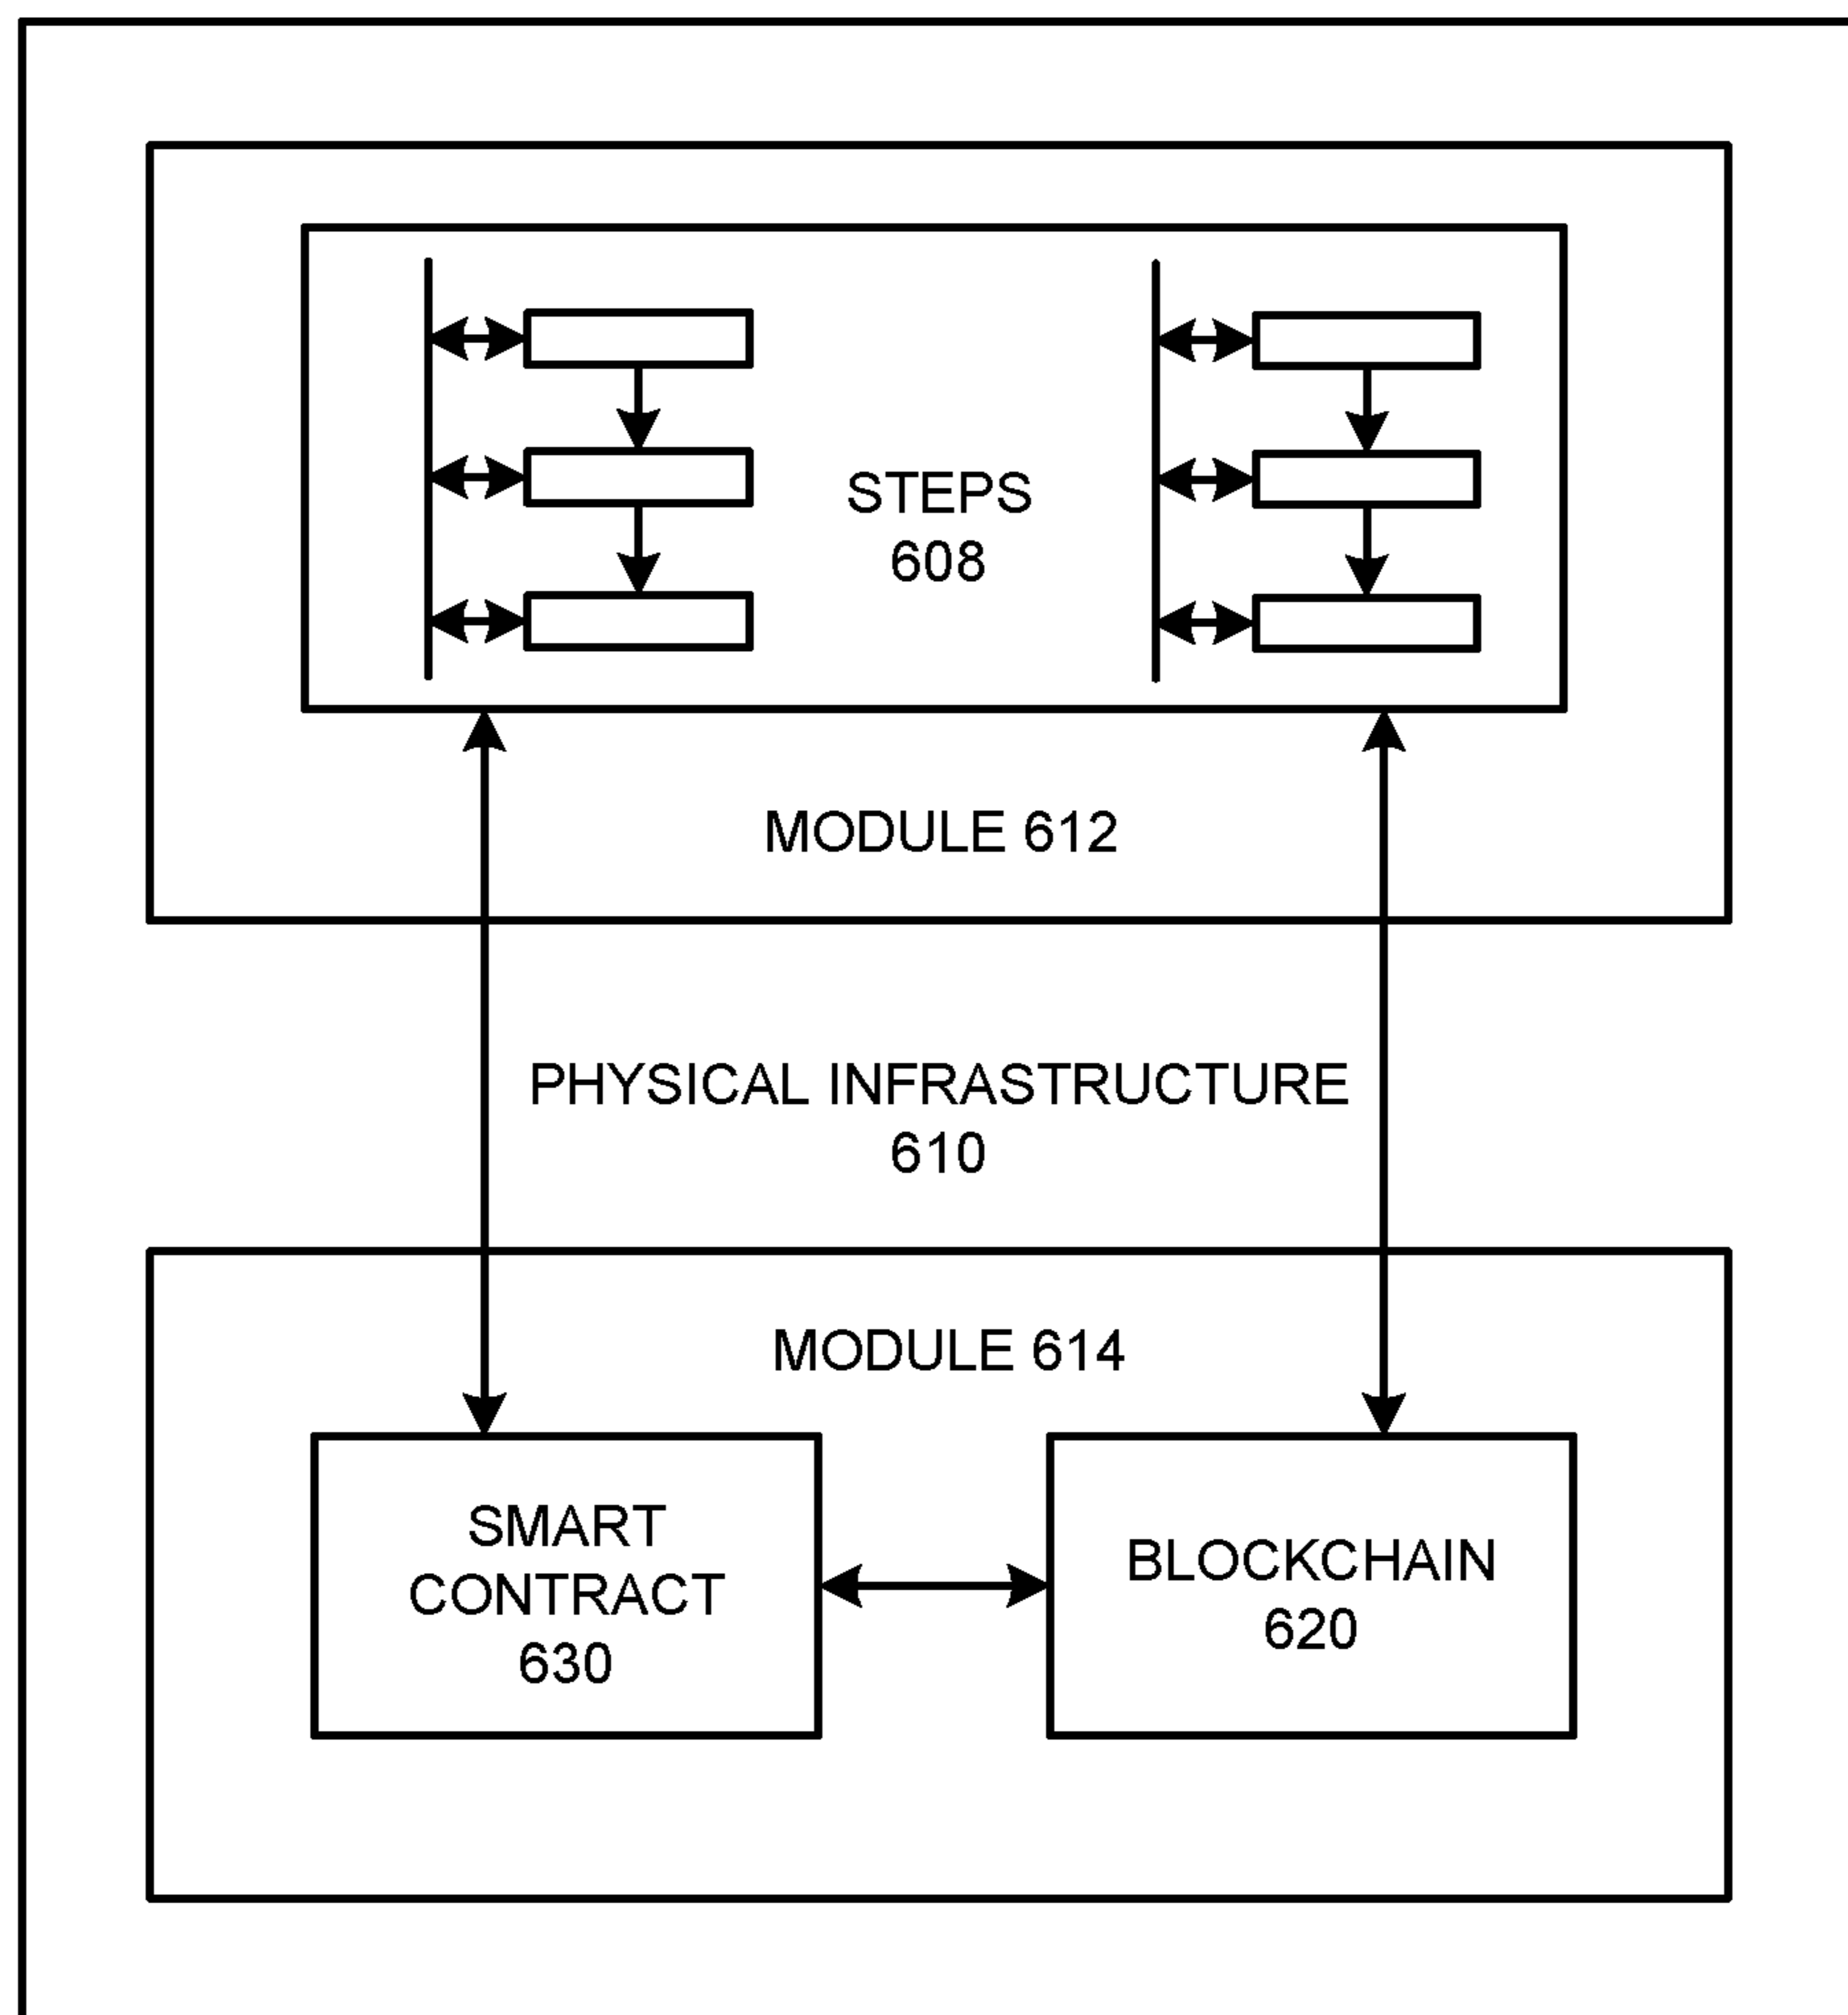 STEPS
608
MODULE 612
PHYSICAL INFRASTRUCTURE
610
MODULE 614
SMART
CONTRACT
630
BLOCKCHAIN
620